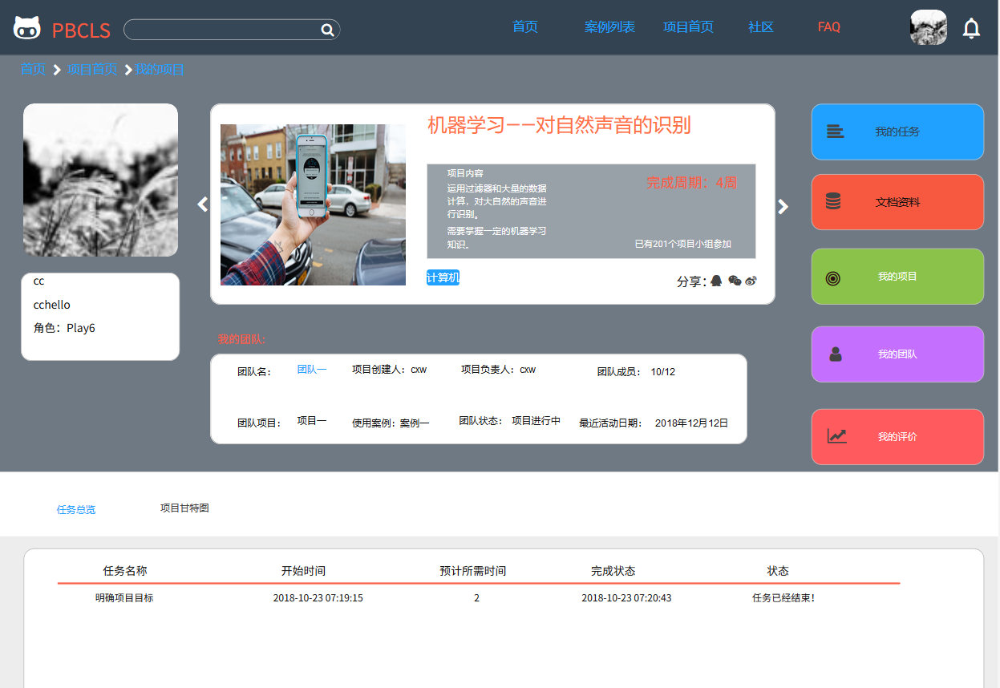 PBCLS
首页
案例列表
项目首页
社区
FAQ
首页
项目首页
我的项目
cc
cchello
角色：Play6
机器学习——对自然声音的识别
项目内容
运用过滤器和大量的数据
计算，对大自然的声音进
行识别。
需要掌握一定的机器学习
知识。
完成周期：4周
已有201个项目小组参加
计算机
分享：
我的任务
文档资料
我的项目
我的团队
我的评价
我的团队:
团队名：
团队一
项目创建人：cxw
项目负责人：cxw
团队成员： 10/12
团队项目：
项目一
使用案例：案例一
团队状态： 项目进行中
最近活动日期： 2018年12月12日
任务总览
项目甘特图
任务名称
开始时间
预计所需时间
完成状态
状态
明确项目目标
2018-10-23 07:19:15
2
2018-10-23 07:20:43
任务已经结束！